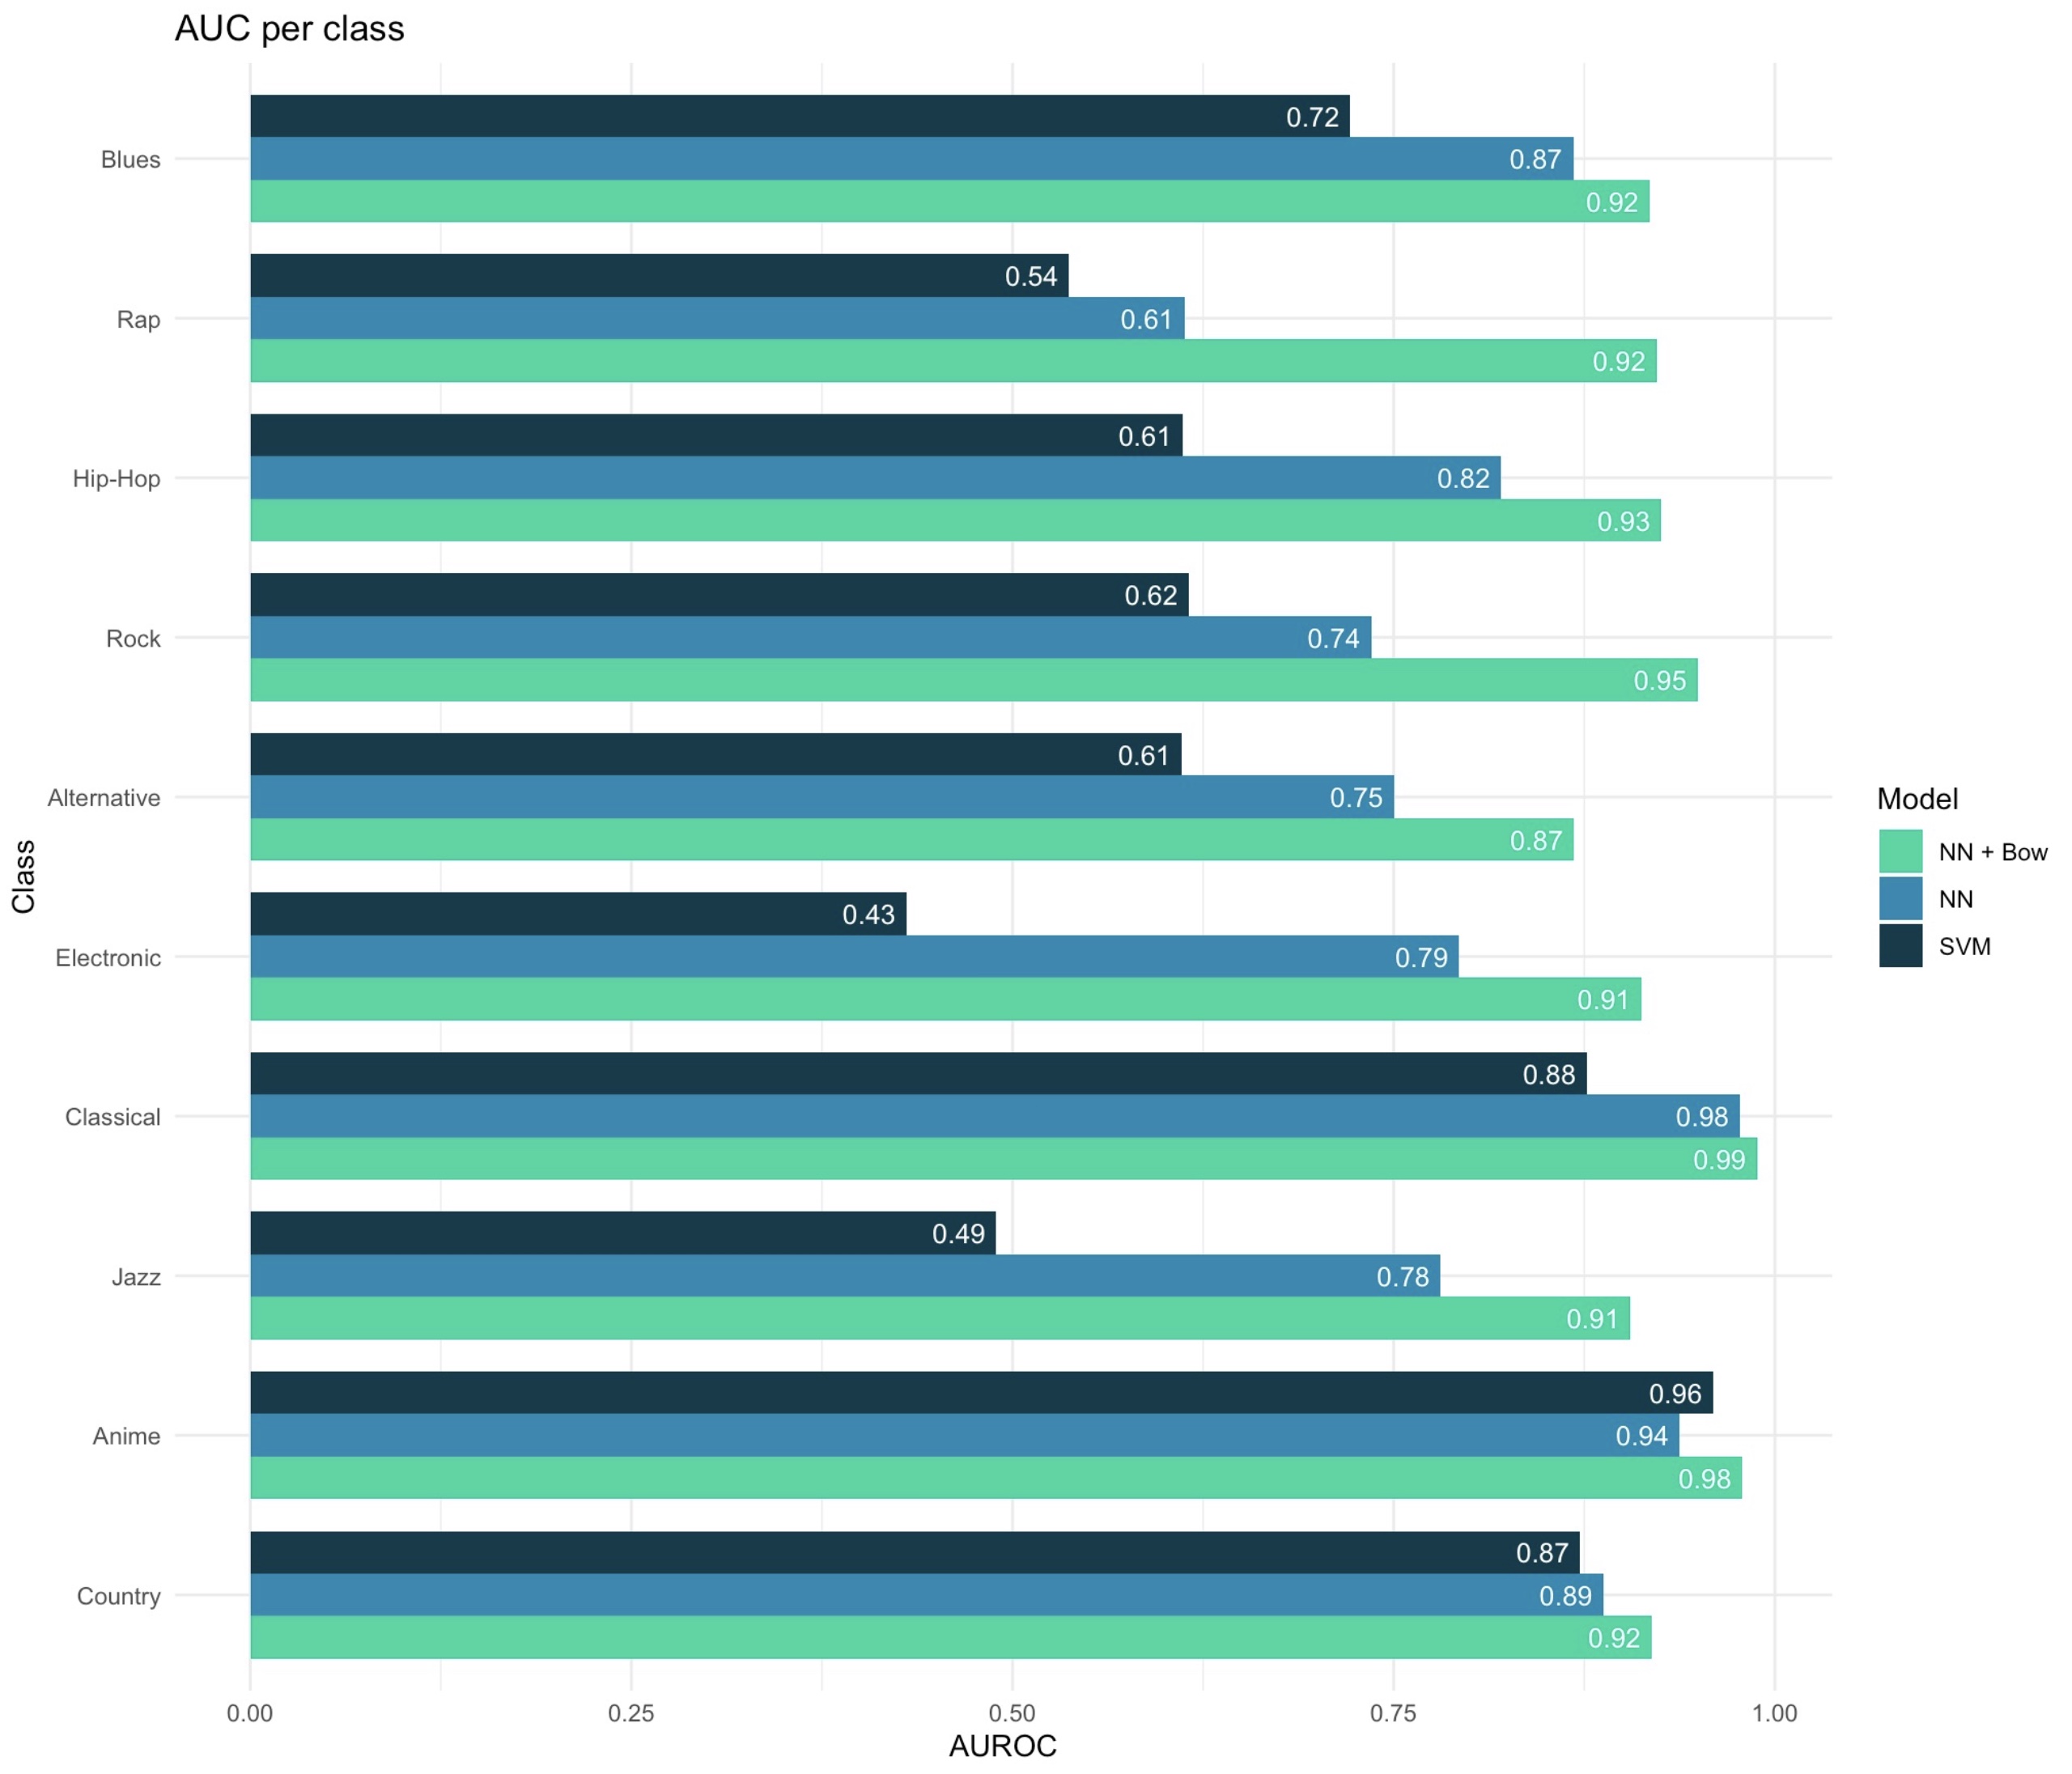 AUC per class
Class
Blues
0.72
0.87
0.92
Rap
0.54
0.61
0.92
Hip-Hop
0.61
0.82
0.93
Rock
0.62
0.74
0.95
Alternative
0.61
0.75
0.87
Electronic
0.43
0.79
0.91
Classical
0.88
0.98
0.99
Jazz
0.49
0.78
0.91
Anime
0.96
0.94
0.98
Country
0.87
0.89
0.92
0.00 0.25 0.50 0.75 1.00
AUROC
Model
NN + Bow
NN
SVM